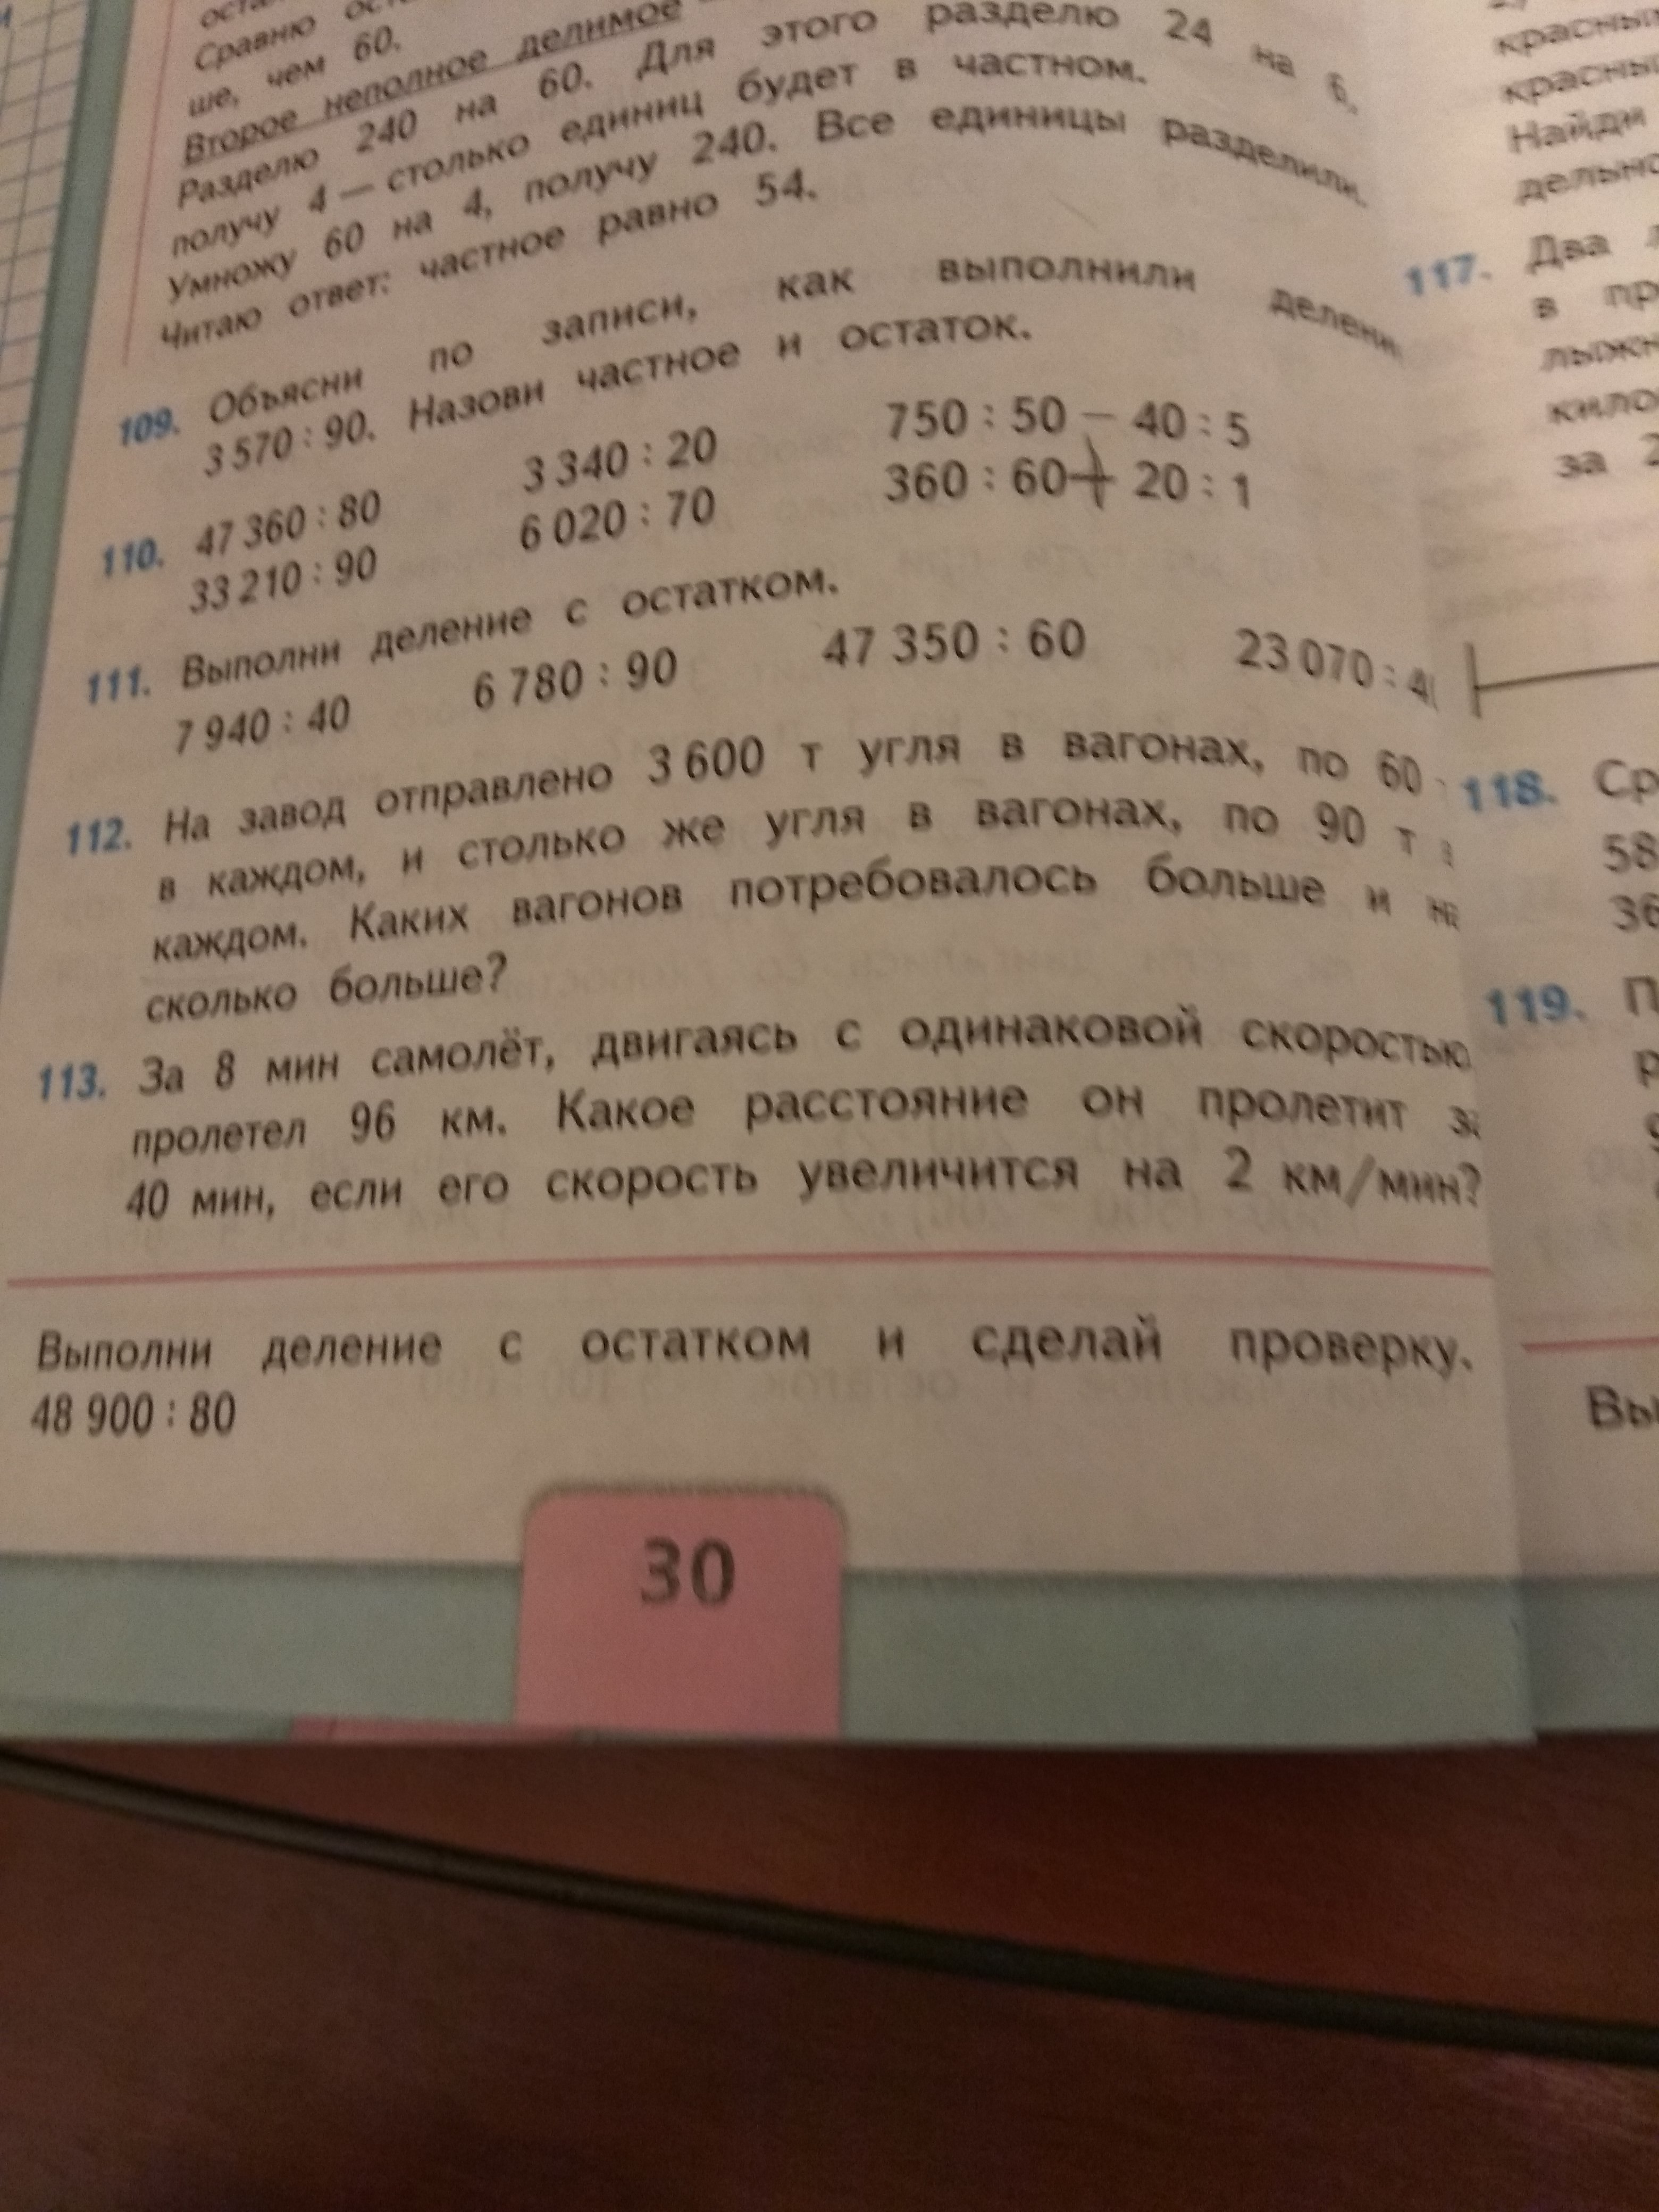 Сравню
ше, чем 60.
Второе неполное делимое
Разделю 240 на 60. Для этого разделю 24 на 6,
получу 4 — столько единиц будет в частном.
Умножу 60 на 4, получу 240. Все единицы разделили.
Читаю ответ: частное равно 54.
109. Объясни по записи, как выполнили
3 570 : 90. Назови частное и остаток.
110. 47 360 : 80 3 340 : 20 750 : 50 − 40 : 5
33 210 : 90 6 020 : 70 360 : 60 + 20 : 1
111. Выполни деление с остатком.
7 940 : 40 6 780 : 90 47 350 : 60 23 070 :
112. На завод отправлено 3 600 т угля в вагонах, по 60
в каждом, и столько же угля в вагонах, по 90 т
каждом. Каких вагонов потребовалось больше и
сколько больше?
113. За 8 мин самолёт, двигаясь с одинаковой скоростью
пролетел 96 км. Какое расстояние он пролетит
40 мин, если его скорость увеличится на 2 км/мин?
Выполни деление с остатком и сделай проверку.
48 900 : 80
30
Найди
117. Два
в
за
118.
119.